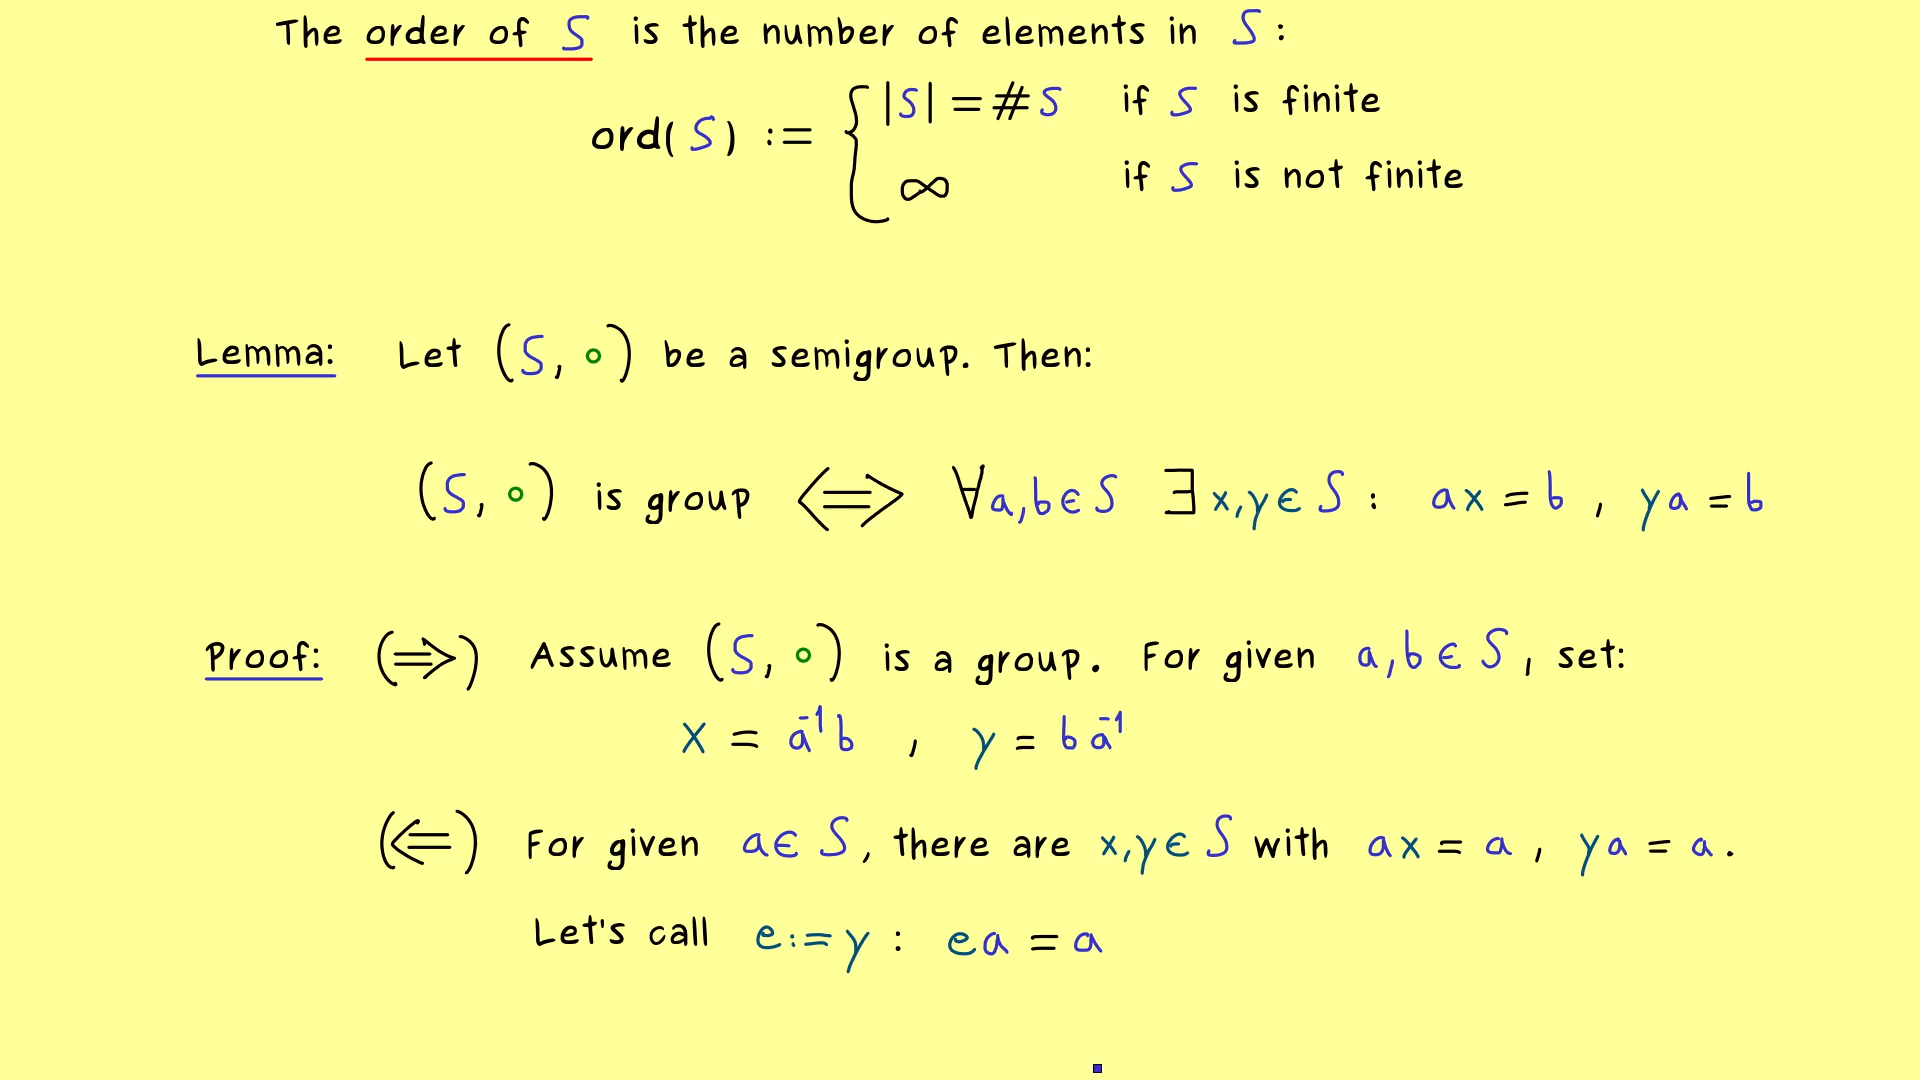 The order of S is the number of elements in S :
ord( S ) := { |S| = #S if S is finite
∞ if S is not finite
Lemma: Let (S, ∘) be a semigroup. Then:
(S, ∘) is group ⟺ ∀a,b ∈ S ∃x,y ∈ S : ax = b , ya = b
Proof: (⟹) Assume (S, ∘) is a group. For given a,b ∈ S, set:
x = a⁻¹b , y = ba⁻¹
(⟸) For given a ∈ S, there are x,y ∈ S with ax = a , ya = a .
Let's call e := y : ea = a